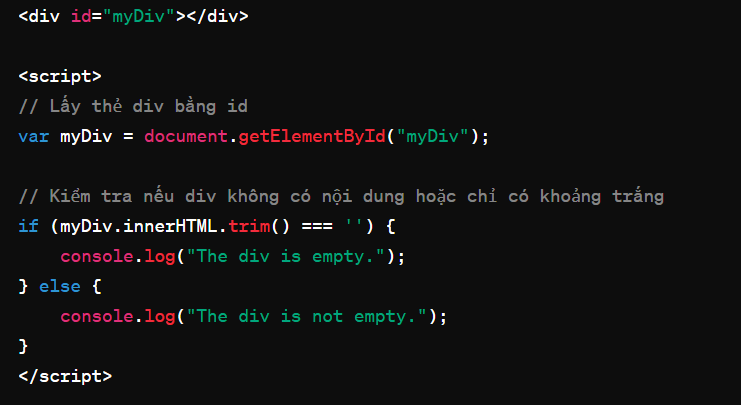 <div id="myDiv"></div>
<script>
// Lấy thẻ div bằng id
var myDiv = document.getElementById("myDiv");
// Kiểm tra nếu div không có nội dung hoặc chỉ có khoảng trắng
if (myDiv.innerHTML.trim() === '') {
    console.log("The div is empty.");
} else {
    console.log("The div is not empty.");
}
</script>